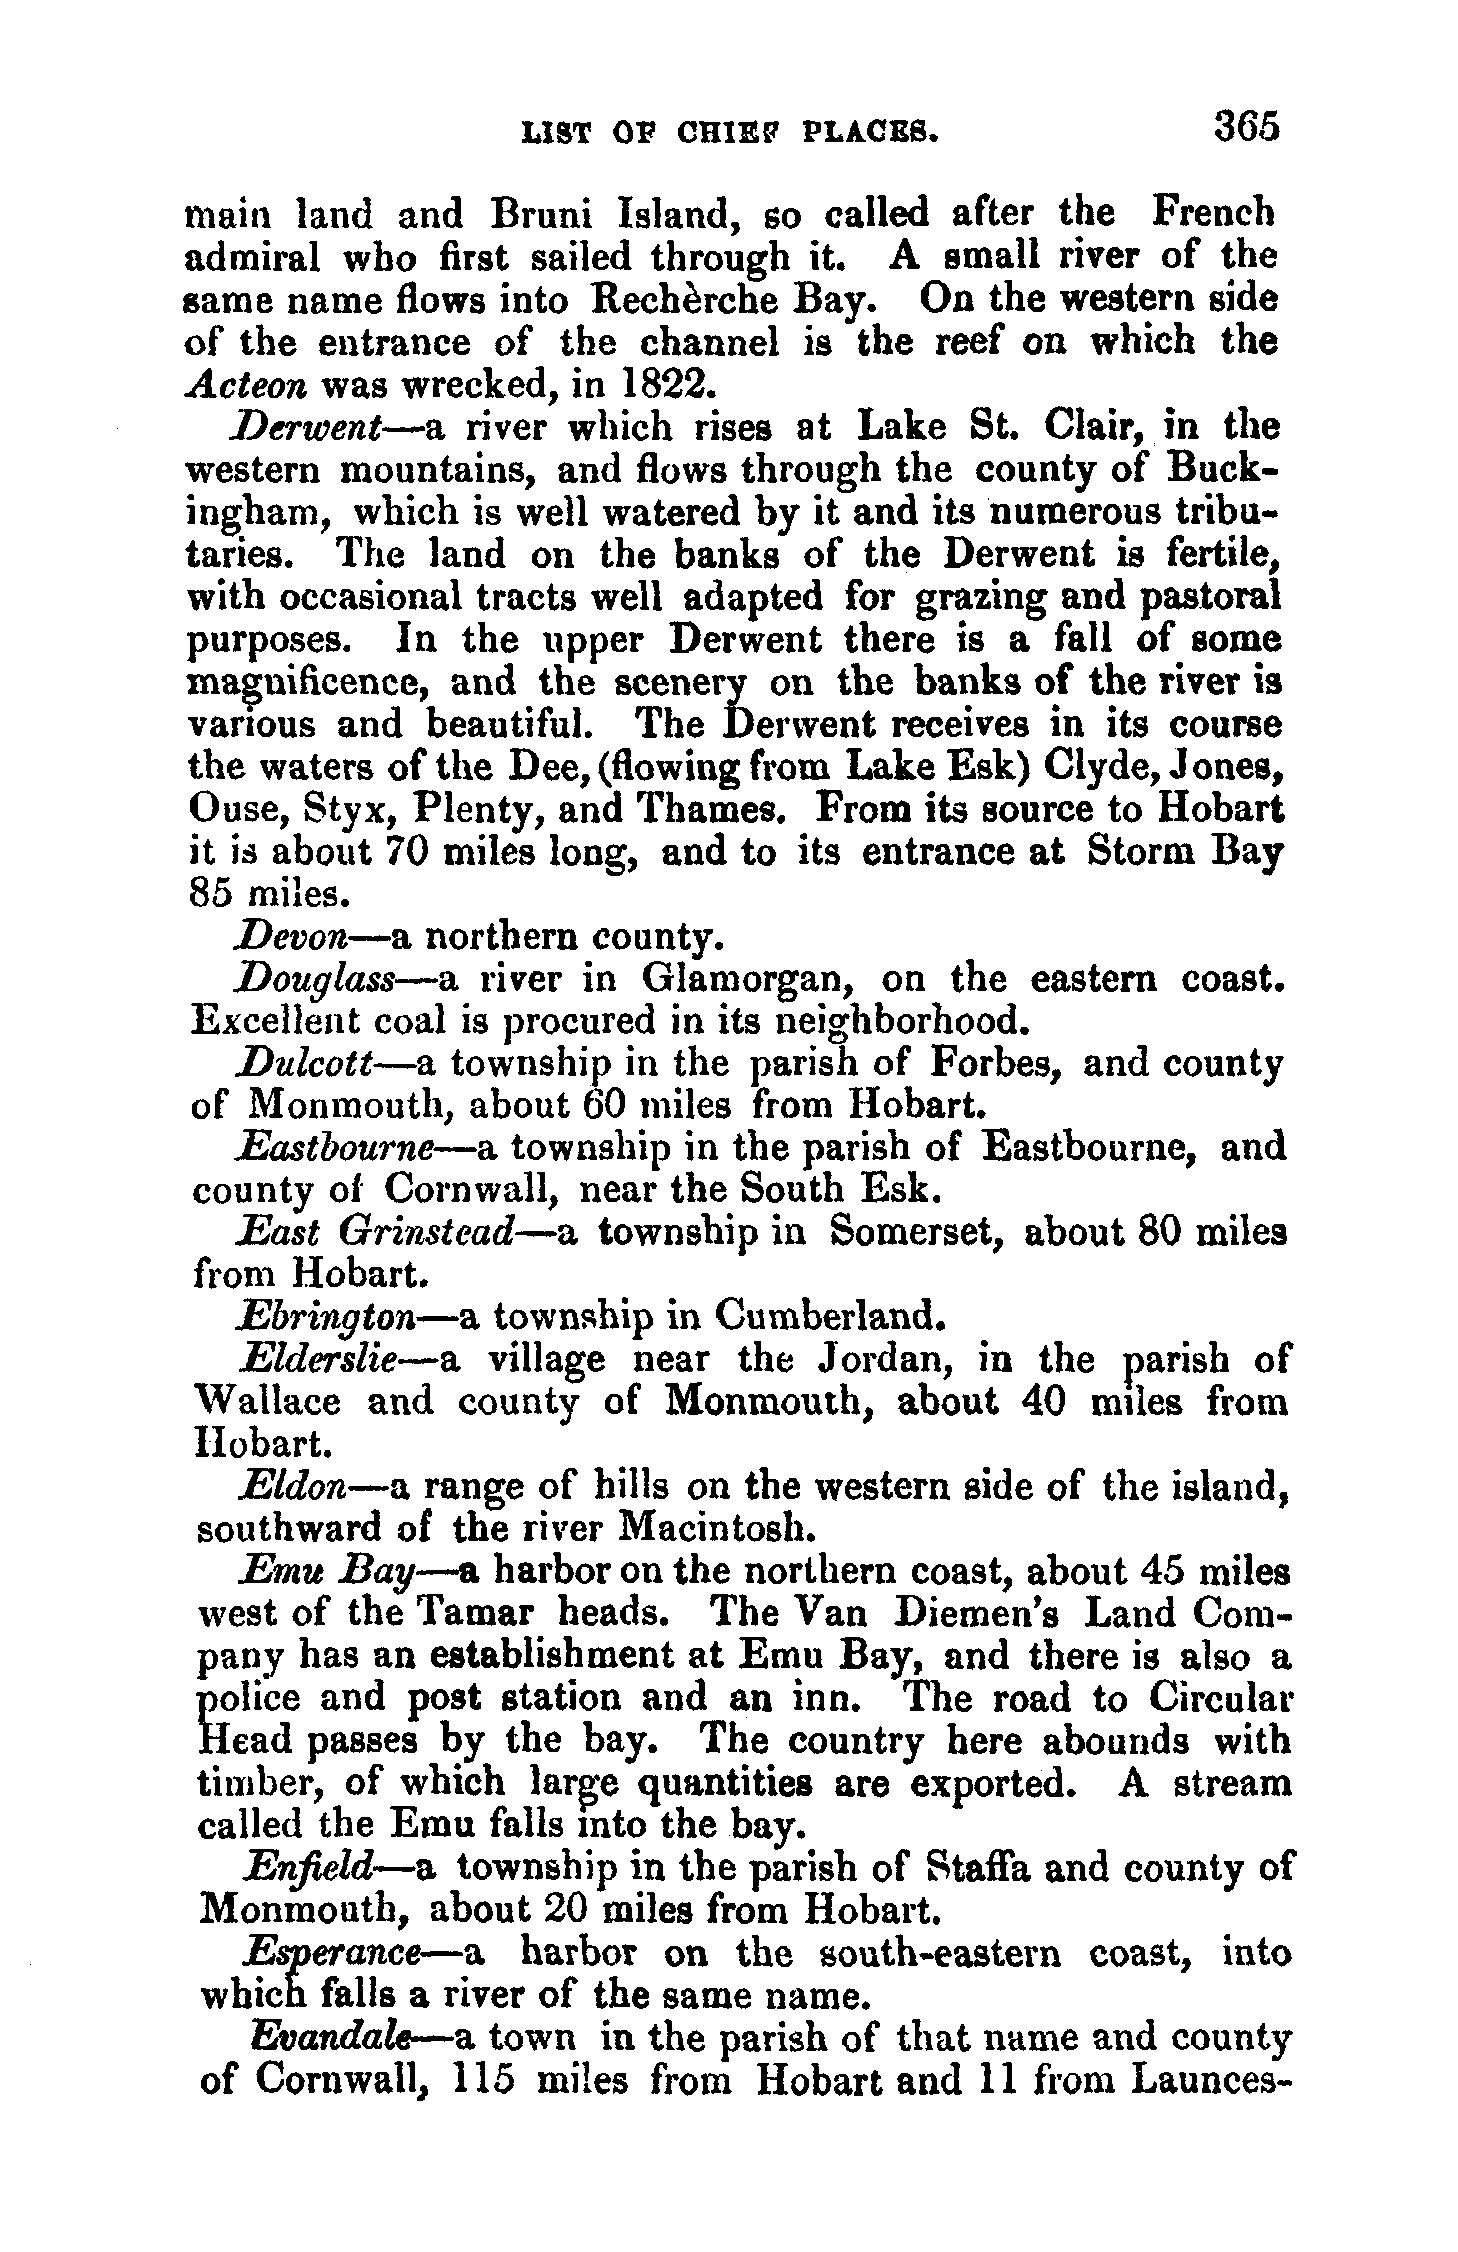 LIST OF CHIEF PLACES. 365
main land and Bruni Island, so called after the French
admiral who first sailed through it. A small river of the
same name flows into Rechèrche Bay. On the western side
of the entrance of the channel is the reef on which the
Acteon was wrecked, in 1822.
Derwent—a river which rises at Lake St. Clair, in the
western mountains, and flows through the county of Buck-
ingham, which is well watered by it and its numerous tribu-
taries. The land on the banks of the Derwent is fertile,
with occasional tracts well adapted for grazing and pastoral
purposes. In the upper Derwent there is a fall of some
magnificence, and the scenery on the banks of the river is
various and beautiful. The Derwent receives in its course
the waters of the Dee, (flowing from Lake Esk) Clyde, Jones,
Ouse, Styx, Plenty, and Thames. From its source to Hobart
it is about 70 miles long, and to its entrance at Storm Bay
85 miles.
Devon—a northern county.
Douglass—a river in Glamorgan, on the eastern coast.
Excellent coal is procured in its neighborhood.
Dulcott—a township in the parish of Forbes, and county
of Monmouth, about 60 miles from Hobart.
Eastbourne—a township in the parish of Eastbourne, and
county of Cornwall, near the South Esk.
East Grinstead—a township in Somerset, about 80 miles
from Hobart.
Ebrington—a township in Cumberland.
Elderslie—a village near the Jordan, in the parish of
Wallace and county of Monmouth, about 40 miles from
Hobart.
Eldon—a range of hills on the western side of the island,
southward of the river Macintosh.
Emu Bay—a harbor on the northern coast, about 45 miles
west of the Tamar heads. The Van Diemen's Land Com-
pany has an establishment at Emu Bay, and there is also a
police and post station and an inn. The road to Circular
Head passes by the bay. The country here abounds with
timber, of which large quantities are exported. A stream
called the Emu falls into the bay.
Enfield—a township in the parish of Staffa and county of
Monmouth, about 20 miles from Hobart.
Esperance—a harbor on the south-eastern coast, into
which falls a river of the same name.
Evandale—a town in the parish of that name and county
of Cornwall, 115 miles from Hobart and 11 from Launces-